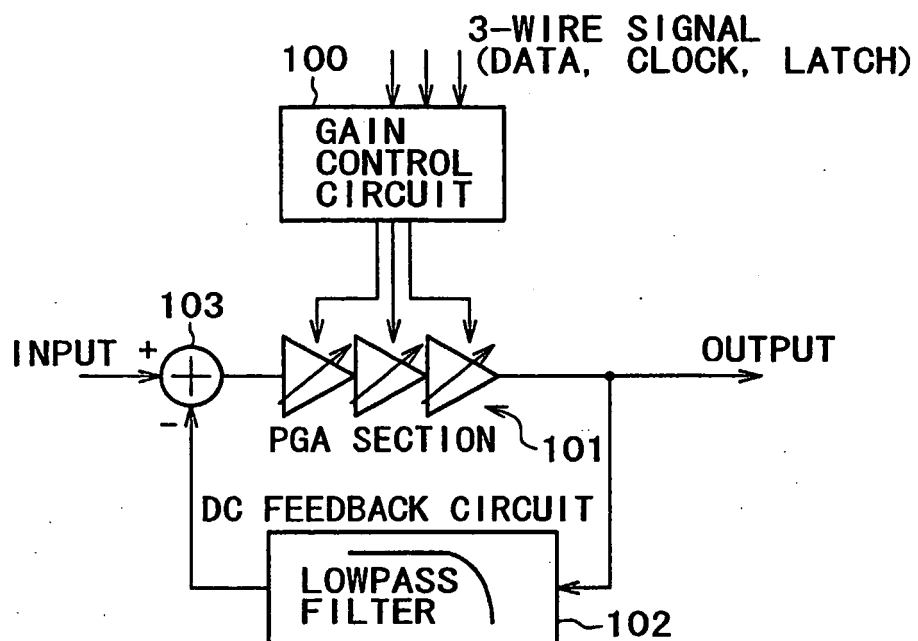 3-WIRE SIGNAL
(DATA, CLOCK, LATCH)
100
GAIN
CONTROL
CIRCUIT
103
INPUT
+
-
OUTPUT
PGA SECTION
101
DC FEEDBACK CIRCUIT
LOWPASS
FILTER
102